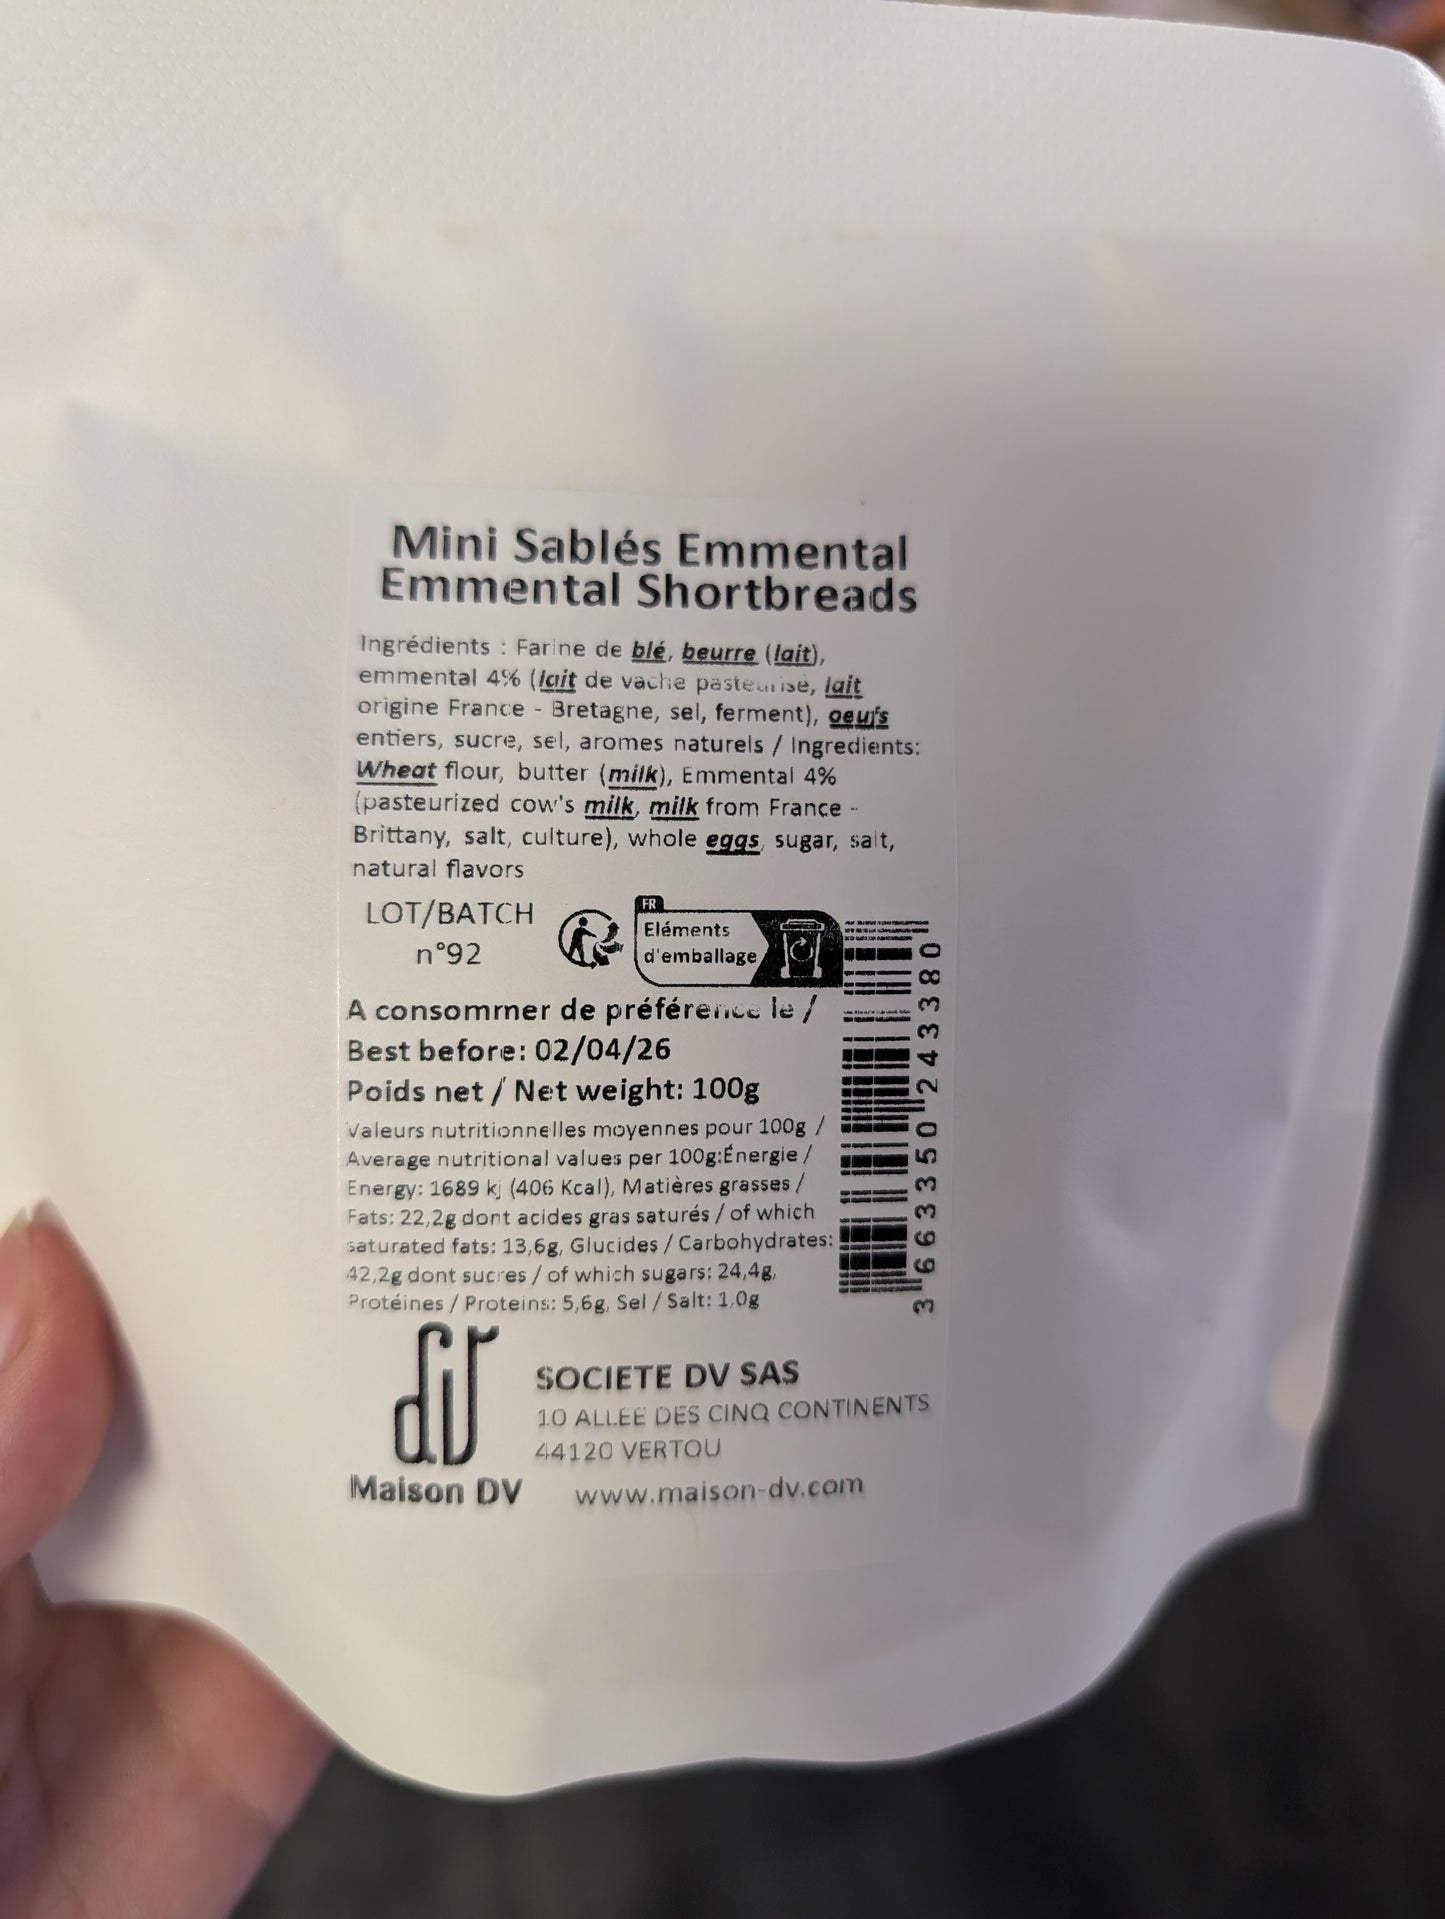 Mini Sablés Emmental
Emmental Shortbreads
Ingrédients : Farine de blé, beurre (lait),
emmental 4% (lait de vache pasteurisé, lait
origine France - Bretagne, sel, ferment), oeufs
entiers, sucre, sel, aromes naturels / Ingredients:
Wheat flour, butter (milk), Emmental 4%
(pasteurized cow's milk, milk from France -
Brittany, salt, culture), whole eggs, sugar, salt,
natural flavors
LOT/BATCH
n°92
FR
Eléments
d'emballage
A consommer de préférence le /
Best before: 02/04/26
Poids net / Net weight: 100g
Valeurs nutritionnelles moyennes pour 100g /
Average nutritional values per 100g:Énergie /
Energy: 1689 kj (406 Kcal), Matières grasses /
Fats: 22,2g dont acides gras saturés / of which
saturated fats: 13,6g, Glucides / Carbohydrates:
42,2g dont sucres / of which sugars: 24,4g,
Protéines / Proteins: 5,6g, Sel / Salt: 1,0g
3 663350 243380
dv
Maison DV
SOCIETE DV SAS
10 ALLEE DES CINQ CONTINENTS
44120 VERTOU
www.maison-dv.com